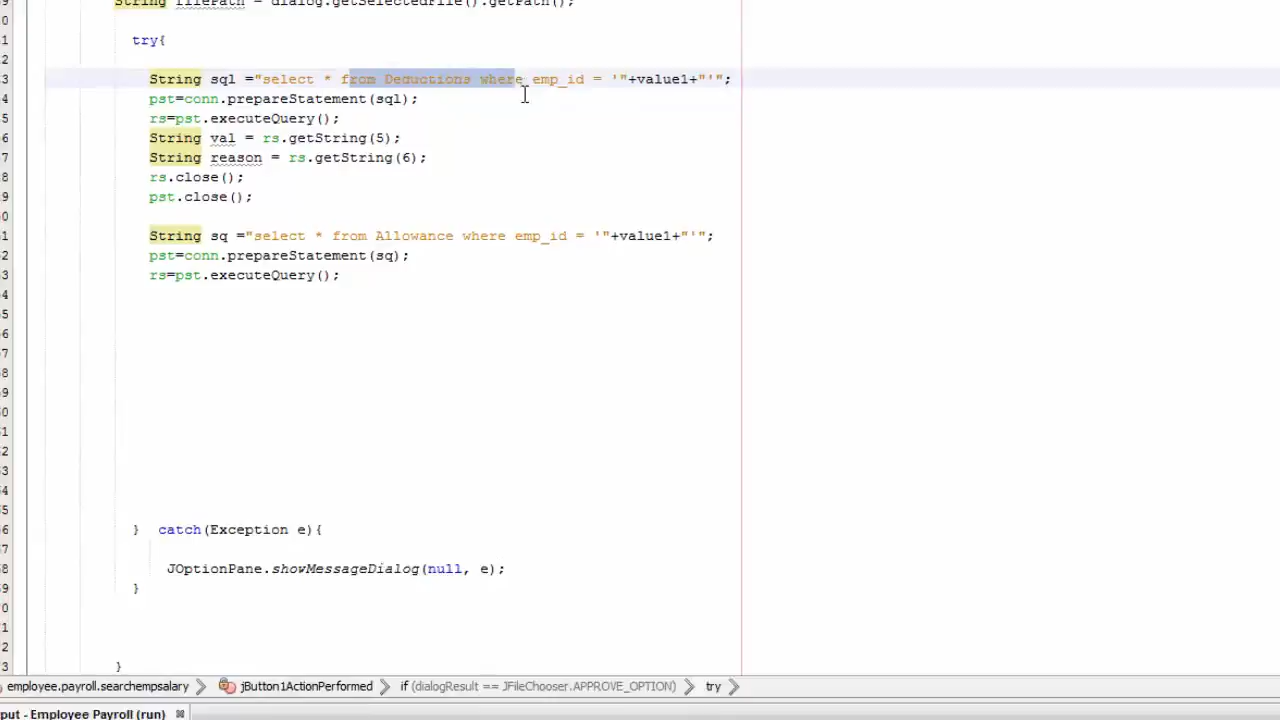 String filePath = dialog.getSelectedFile().getPath();
try{
String sql ="select * from Deductions where emp_id = '"+value1+"'";
pst=conn.prepareStatement(sql);
rs=pst.executeQuery();
String val = rs.getString(5);
String reason = rs.getString(6);
rs.close();
pst.close();
String sq ="select * from Allowance where emp_id = '"+value1+"'";
pst=conn.prepareStatement(sq);
rs=pst.executeQuery();
} catch(Exception e){
JOptionPane.showMessageDialog(null, e);
}
}
employee.payroll.searchempsalary jButton1ActionPerformed if (dialogResult == JFileChooser.APPROVE_OPTION) try
put - Employee Payroll (run)